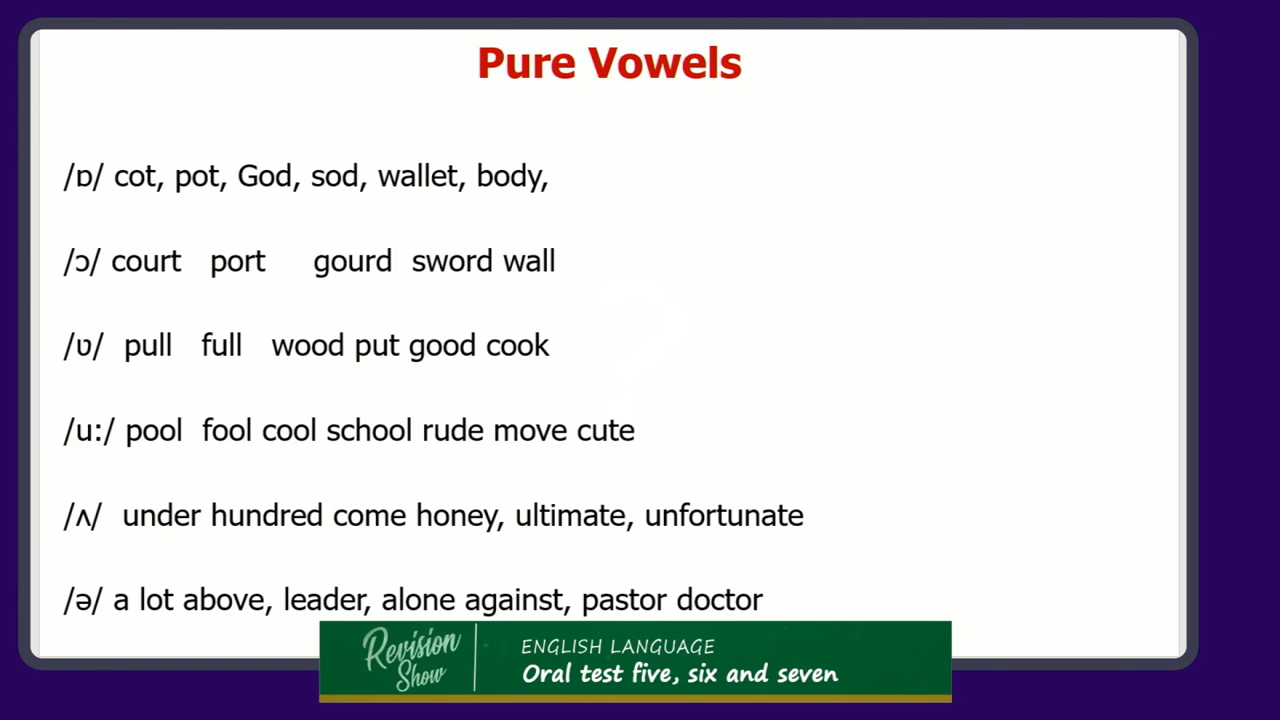 Pure Vowels
/ɒ/ cot, pot, God, sod, wallet, body,
/ɔ/ court port gourd sword wall
/ʋ/ pull full wood put good cook
/u:/ pool fool cool school rude move cute
/ʌ/ under hundred come honey, ultimate, unfortunate
/ə/ a lot above, leader, alone against, pastor doctor
Revision
Show
ENGLISH LANGUAGE
Oral test five, six and seven